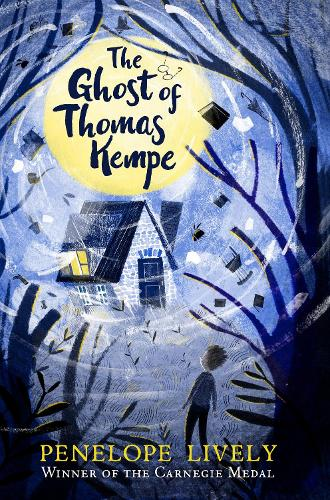 The
Ghost of
Thomas
Kempe
PENELOPE LIVELY
WINNER OF THE CARNEGIE MEDAL